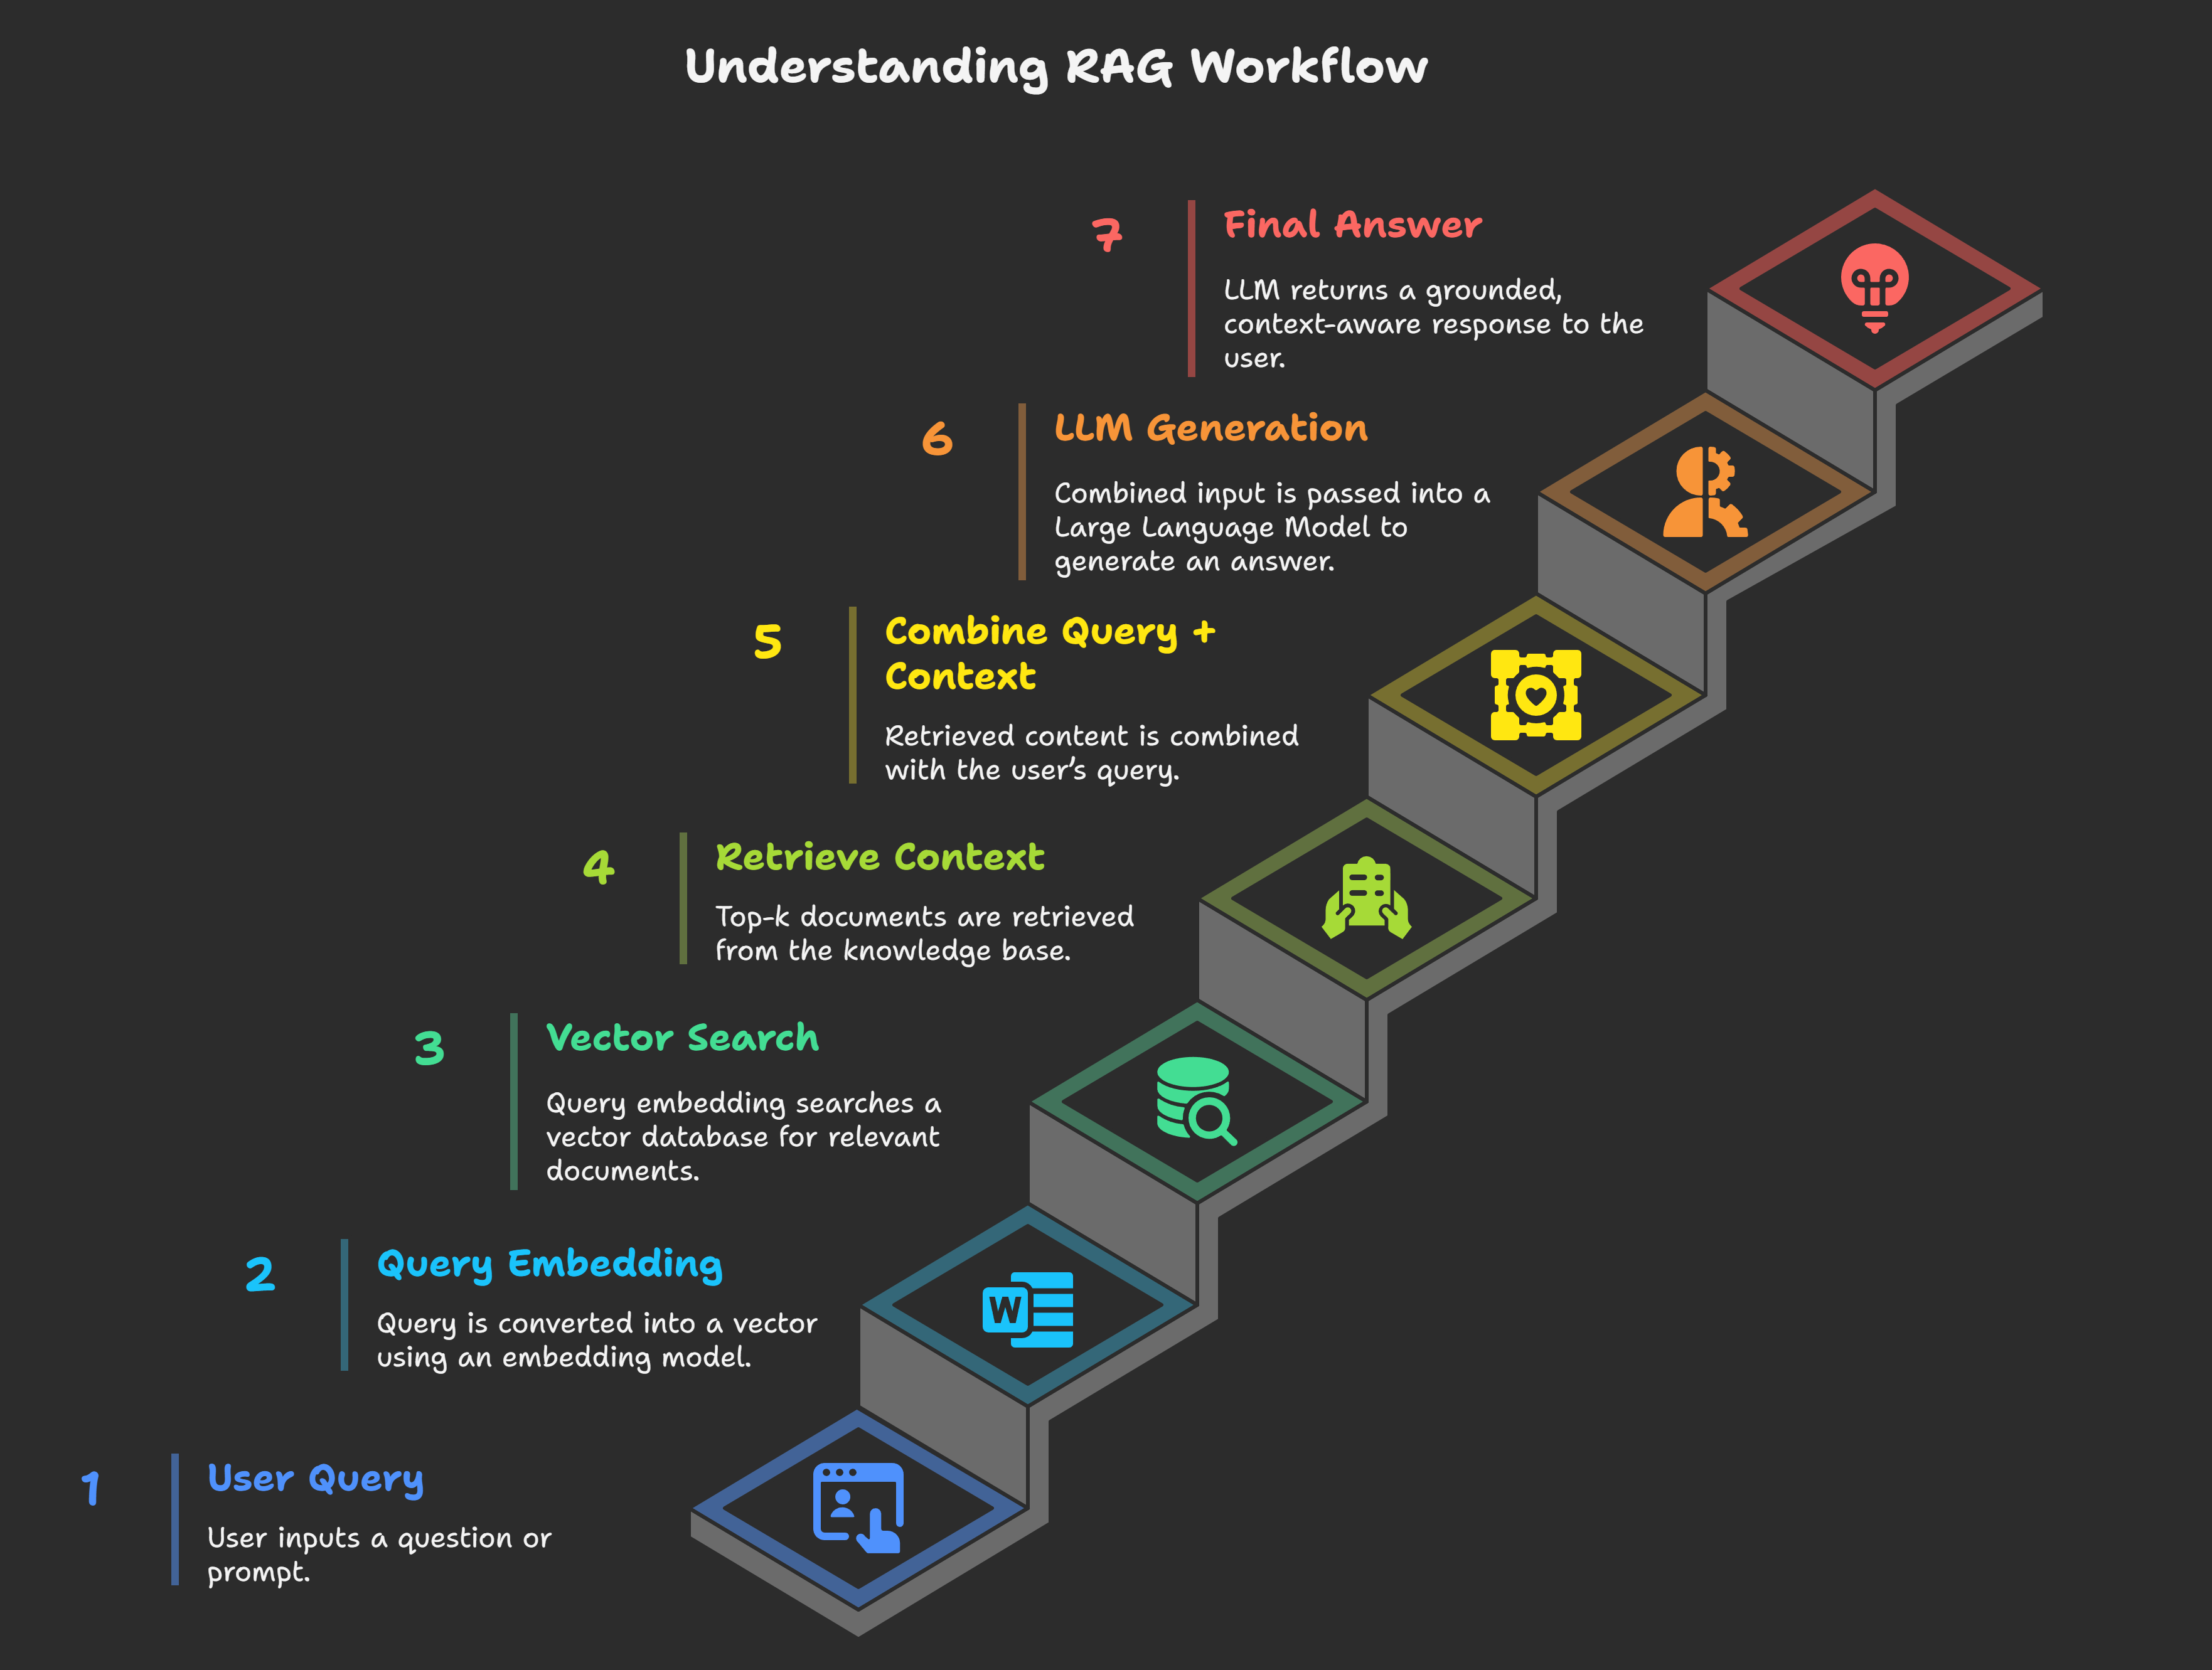 Understanding RAG Workflow
7
Final Answer
LLM returns a grounded,
context-aware response to the
user.
6
LLM Generation
Combined input is passed into a
Large Language Model to
generate an answer.
5
Combine Query +
Context
Retrieved content is combined
with the user's query.
4
Retrieve Context
Top-k documents are retrieved
from the knowledge base.
3
Vector Search
Query embedding searches a
vector database for relevant
documents.
2
Query Embedding
Query is converted into a vector
using an embedding model.
W
1
User Query
User inputs a question or
prompt.